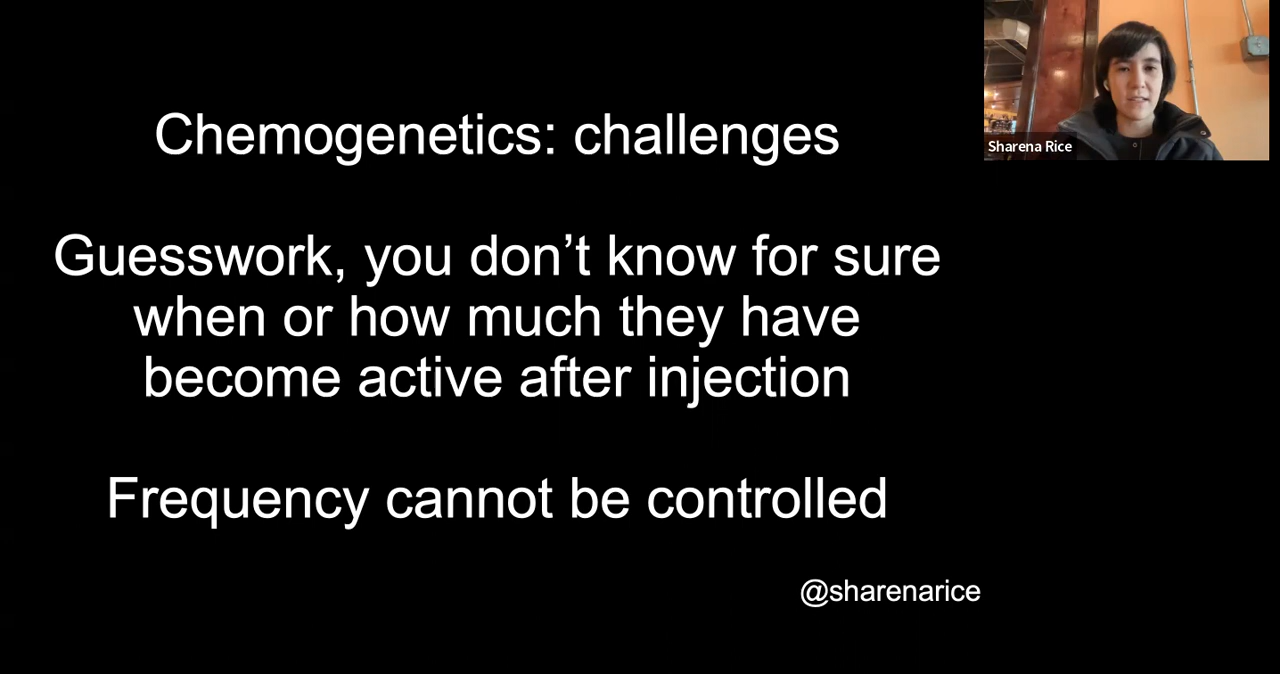 Chemogenetics: challenges
Guesswork, you don’t know for sure
when or how much they have
become active after injection
Frequency cannot be controlled
@sharenarice
Sharena Rice